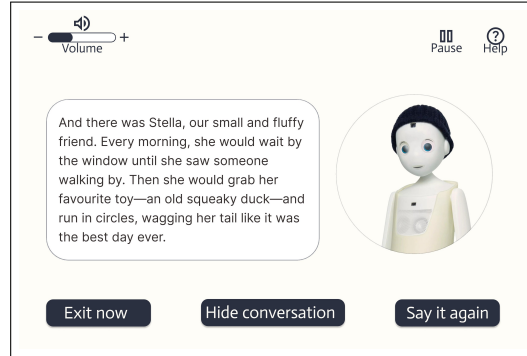 − +
Volume
Pause
Help
And there was Stella, our small and fluffy
friend. Every morning, she would wait by
the window until she saw someone
walking by. Then she would grab her
favourite toy—an old squeaky duck—and
run in circles, wagging her tail like it was
the best day ever.
Exit now
Hide conversation
Say it again